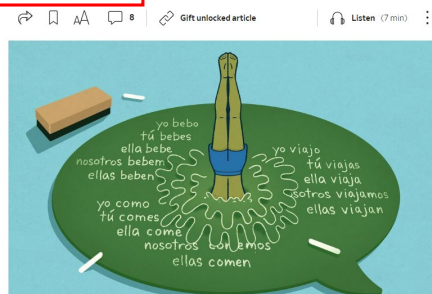 8 Gift unlocked article Listen (7 min)
yo bebo
tú bebes
ella bebe
nosotros bebem
ellas beben
yo como
tú comes
ella come
nosotros comemos
ellas comen
yo viajo
tú viajas
ella viaja
sotros viajamos
ellas viajan